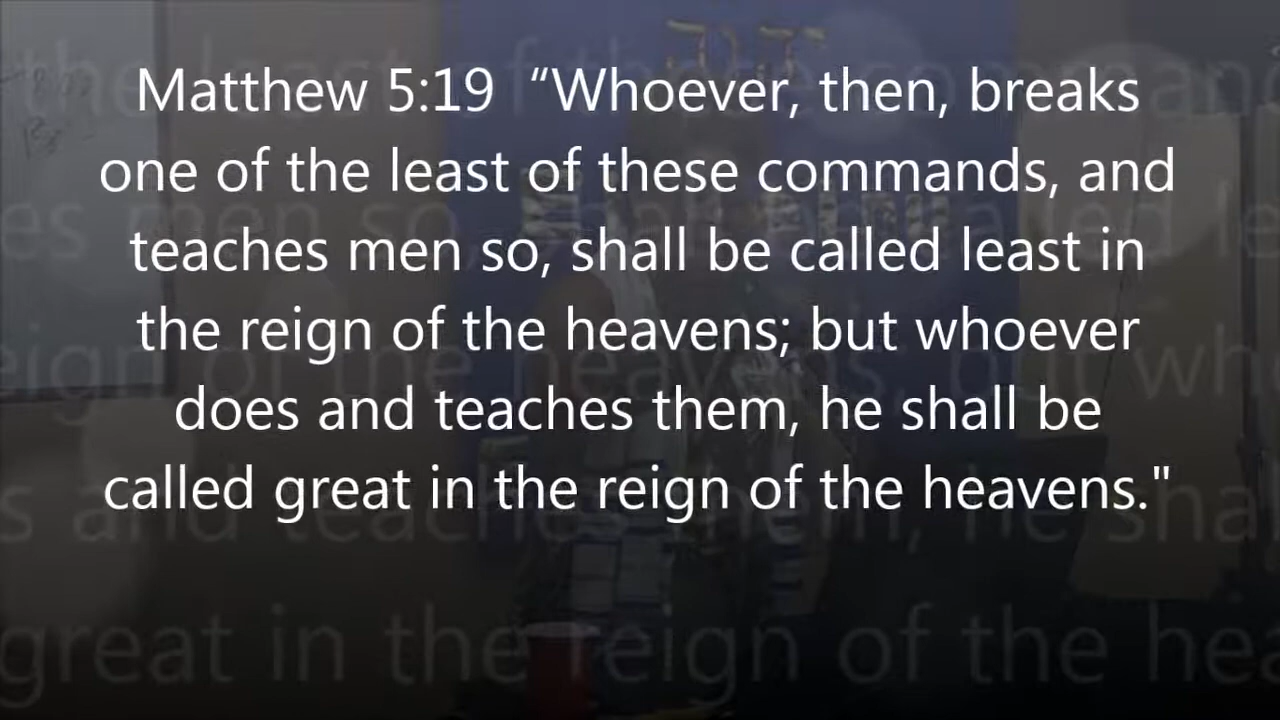 Matthew 5:19 “Whoever, then, breaks
one of the least of these commands, and
teaches men so, shall be called least in
the reign of the heavens; but whoever
does and teaches them, he shall be
called great in the reign of the heavens."